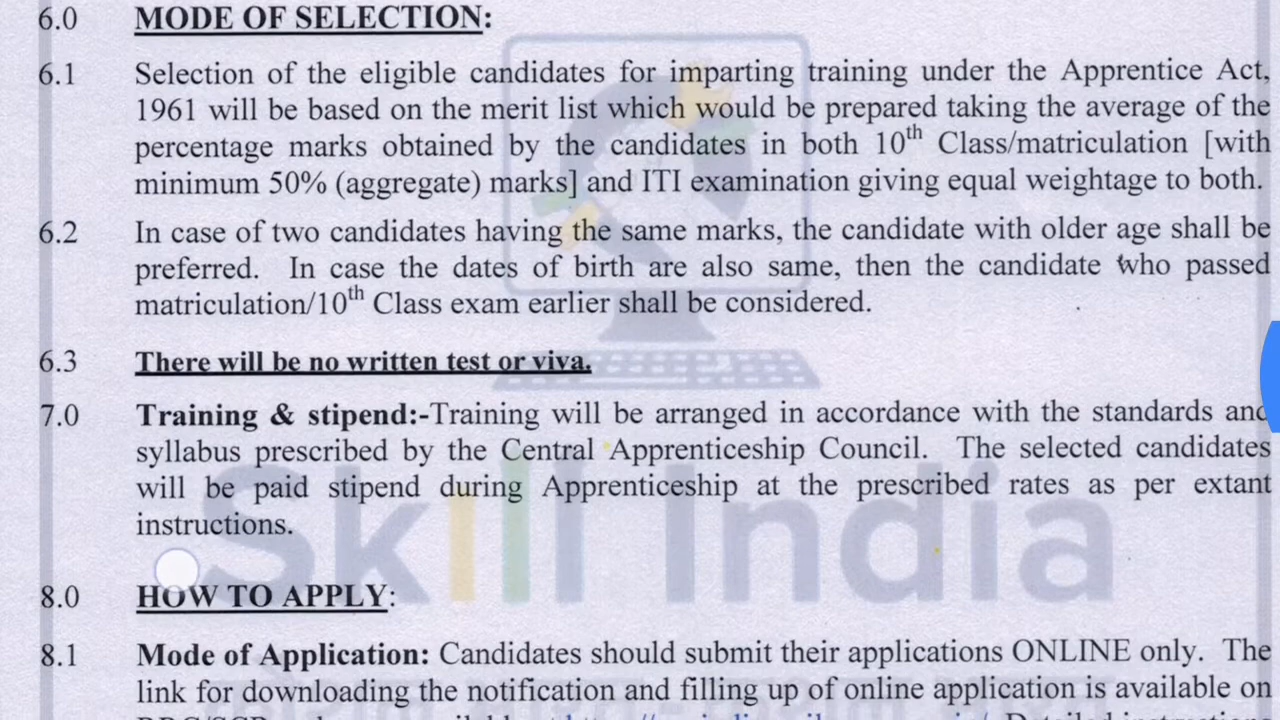 6.0 MODE OF SELECTION:
6.1 Selection of the eligible candidates for imparting training under the Apprentice Act,
1961 will be based on the merit list which would be prepared taking the average of the
percentage marks obtained by the candidates in both 10th Class/matriculation [with
minimum 50% (aggregate) marks] and ITI examination giving equal weightage to both.
6.2 In case of two candidates having the same marks, the candidate with older age shall be
preferred. In case the dates of birth are also same, then the candidate who passed
matriculation/10th Class exam earlier shall be considered.
6.3 There will be no written test or viva.
7.0 Training & stipend:-Training will be arranged in accordance with the standards and
syllabus prescribed by the Central Apprenticeship Council. The selected candidates
will be paid stipend during Apprenticeship at the prescribed rates as per extant
instructions.
Skill India
8.0 HOW TO APPLY:
8.1 Mode of Application: Candidates should submit their applications ONLINE only. The
link for downloading the notification and filling up of online application is available on